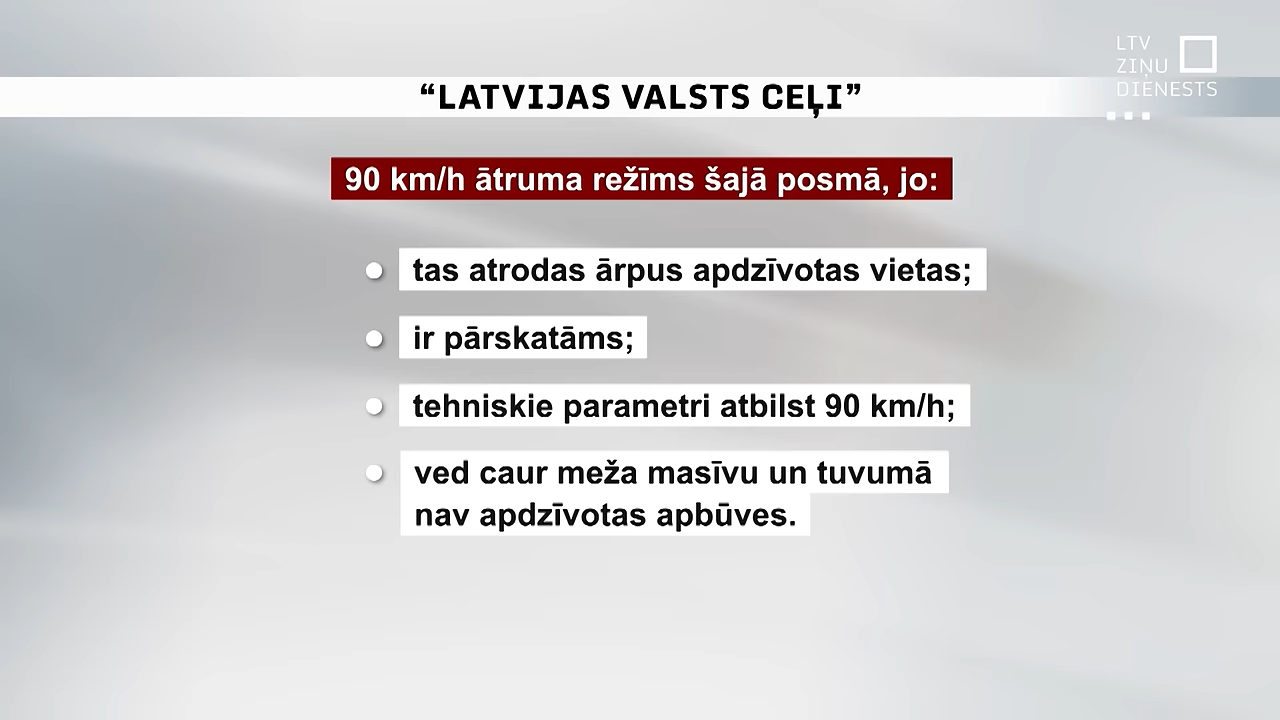 LTV
ZIŅU
DIENESTS
“LATVIJAS VALSTS CEĻI”
90 km/h ātruma režīms šajā posmā, jo:
tas atrodas ārpus apdzīvotas vietas;
ir pārskatāms;
tehniskie parametri atbilst 90 km/h;
ved caur meža masīvu un tuvumā
nav apdzīvotas apbūves.